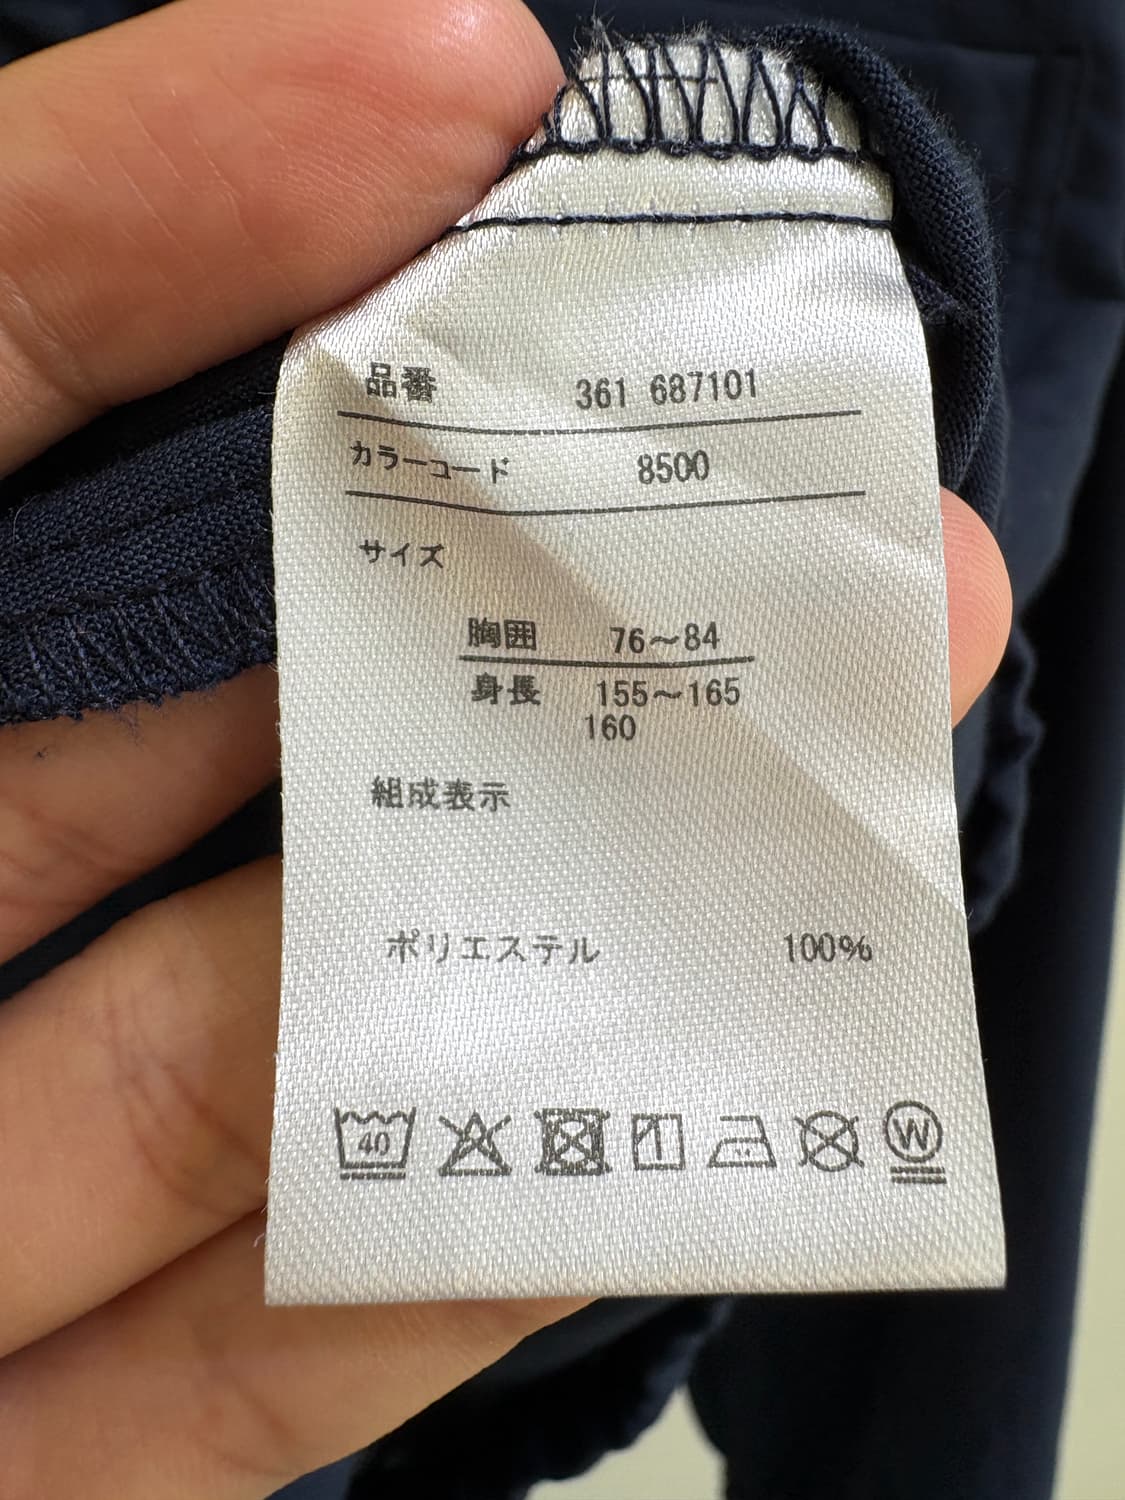 品番 361 687101
カラーコード 8500
サイズ
胸囲 76～84
身長 155～165
160
組成表示
ポリエステル 100%
40
W